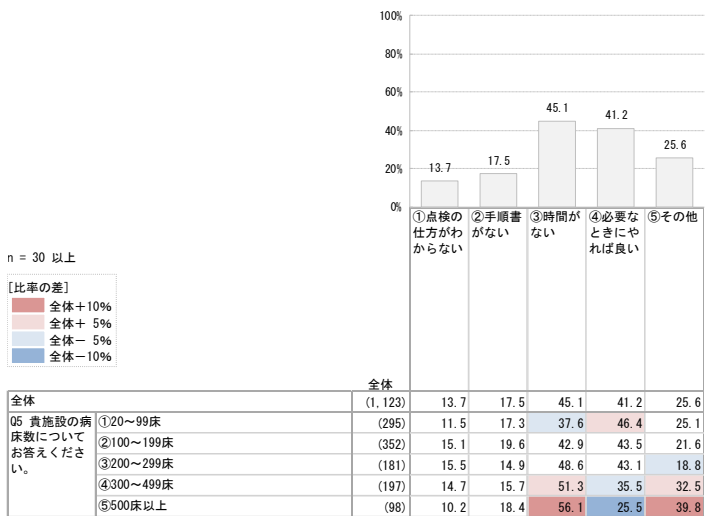 100%
80%
60%
40%
20%
0%
13.7
17.5
45.1
41.2
25.6
①点検の仕方がわからない
②手順書がない
③時間がない
④必要なときにやれば良い
⑤その他
n = 30 以上
[比率の差]
全体+10%
全体+ 5%
全体- 5%
全体-10%
全体
全体 (1,123) 13.7 17.5 45.1 41.2 25.6
Q5 貴施設の病床数についてお答えください。
①20~99床 (295) 11.5 17.3 37.6 46.4 25.1
②100~199床 (352) 15.1 19.6 42.9 43.5 21.6
③200~299床 (181) 15.5 14.9 48.6 43.1 18.8
④300~499床 (197) 14.7 15.7 51.3 35.5 32.5
⑤500床以上 (98) 10.2 18.4 56.1 25.5 39.8